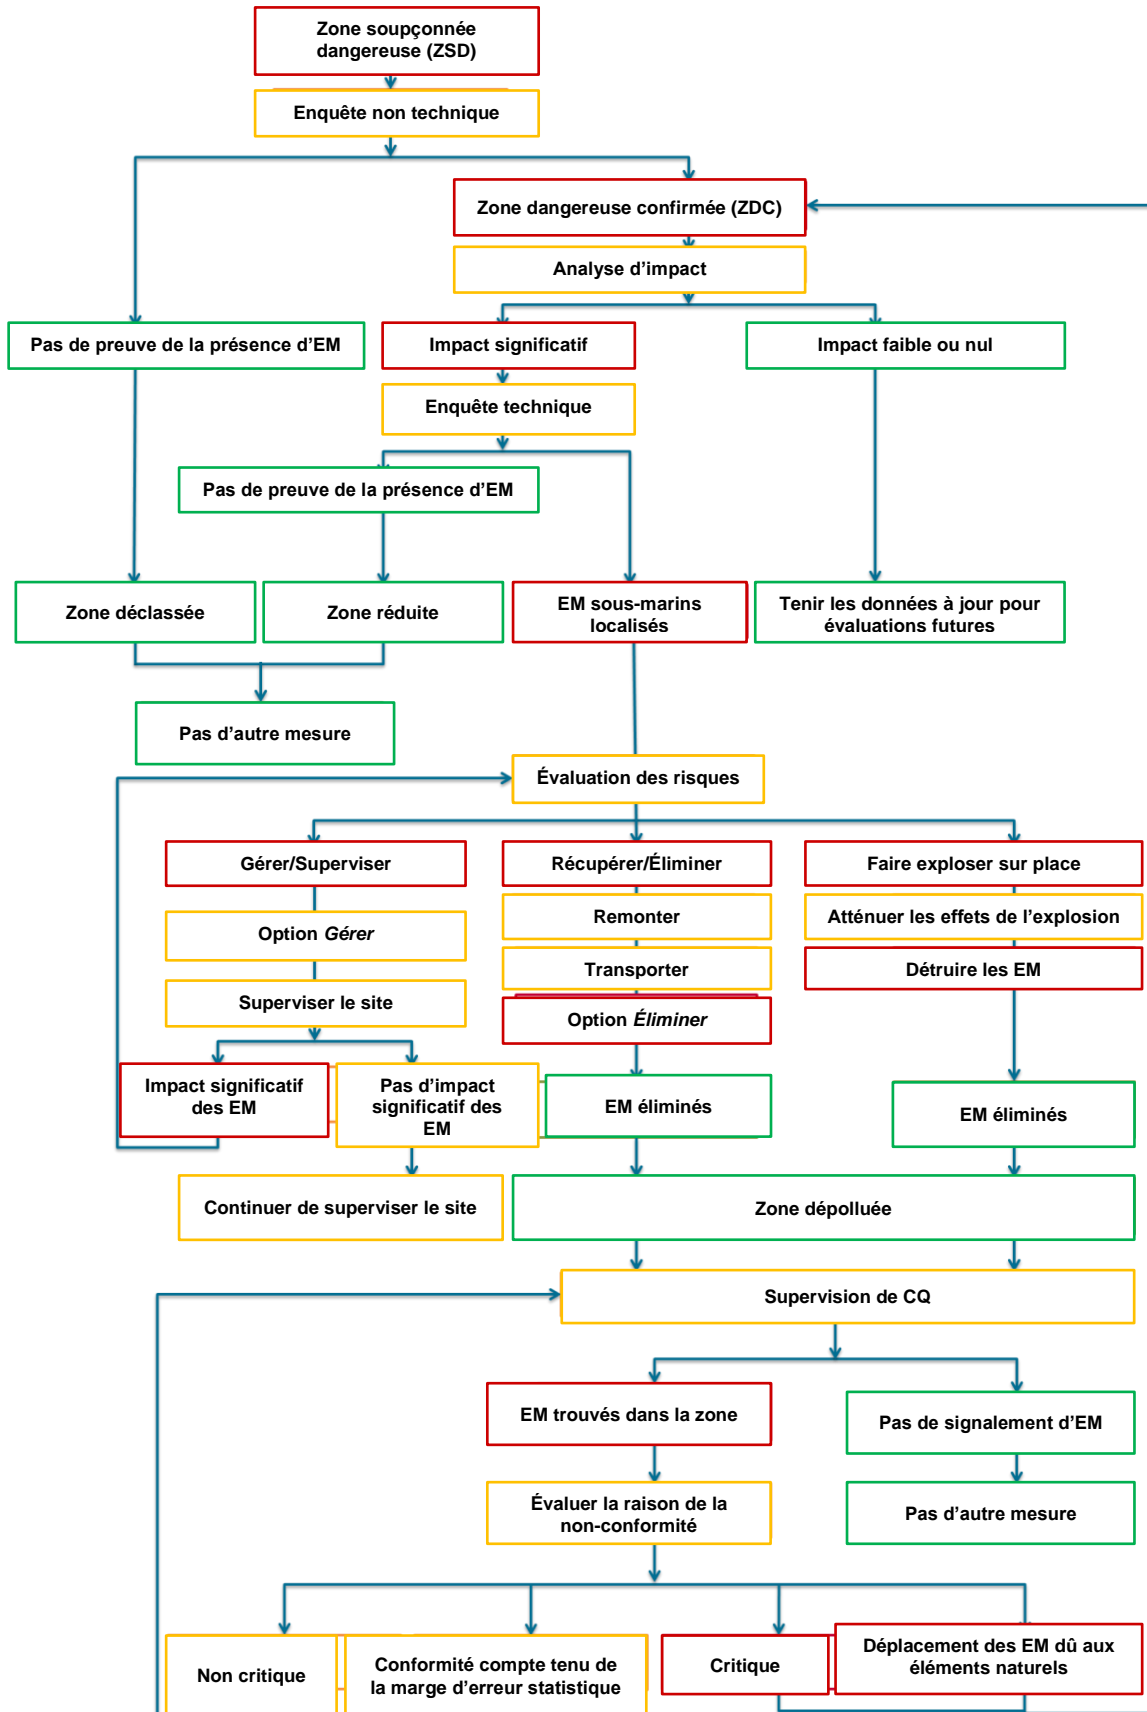 Zone soupçonnée
dangereuse (ZSD)
Enquête non technique
Zone dangereuse confirmée (ZDC)
Analyse d’impact
Pas de preuve de la présence d’EM
Impact significatif
Impact faible ou nul
Enquête technique
Pas de preuve de la présence d’EM
Zone déclassée
Zone réduite
EM sous-marins
localisés
Tenir les données à jour pour
évaluations futures
Pas d’autre mesure
Évaluation des risques
Gérer/Superviser
Récupérer/Éliminer
Faire exploser sur place
Option Gérer
Remonter
Atténuer les effets de l’explosion
Transporter
Détruire les EM
Superviser le site
Option Éliminer
Impact significatif
des EM
Pas d’impact
significatif des
EM
EM éliminés
EM éliminés
Continuer de superviser le site
Zone dépolluée
Supervision de CQ
EM trouvés dans la zone
Pas de signalement d’EM
Évaluer la raison de la
non-conformité
Pas d’autre mesure
Non critique
Conformité compte tenu de
la marge d’erreur statistique
Critique
Déplacement des EM dû aux
éléments naturels